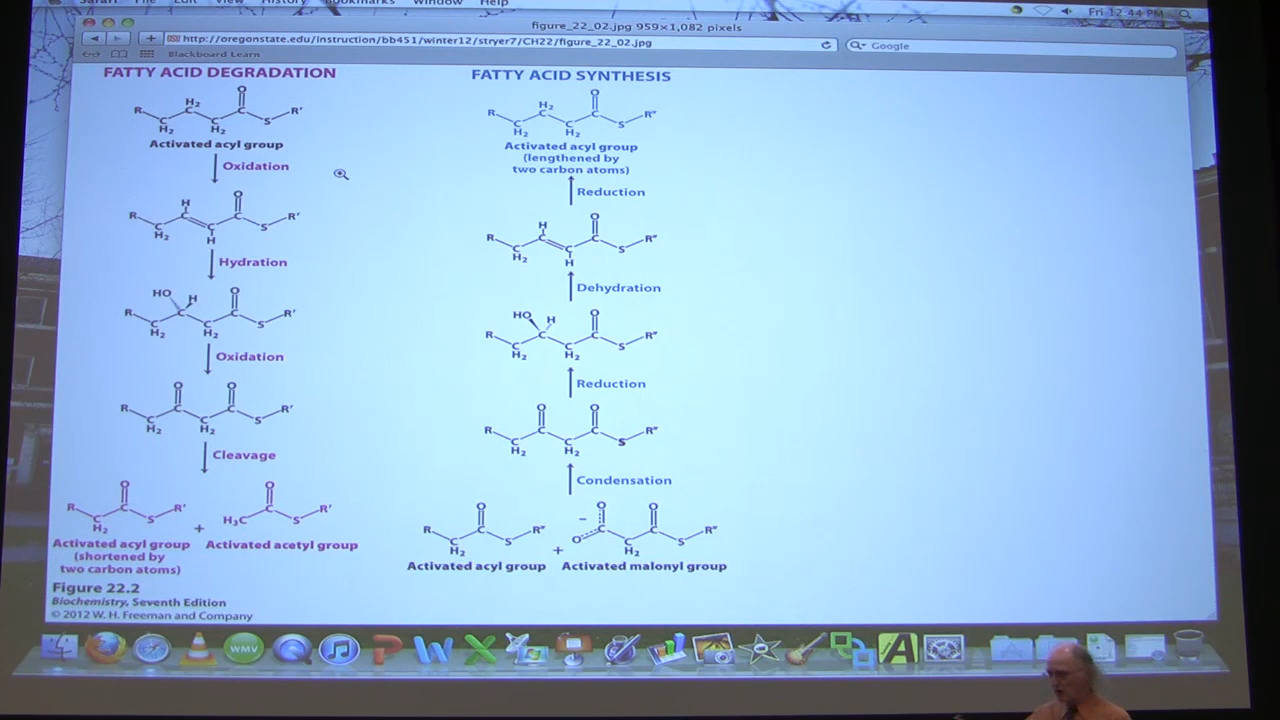 Safari File Edit View History Bookmarks Window Help
Fri 12:44 PM
figure_22_02.jpg 959×1,082 pixels
http://oregonstate.edu/instruction/bb451/winter12/stryer7/CH22/figure_22_02.jpg
Google
Blackboard Learn
FATTY ACID DEGRADATION
R C H2 H2 C C H2 O C S R'
Activated acyl group
Oxidation
R C H2 H C C H O C S R'
Hydration
R C H2 HO H C C H2 O C S R'
Oxidation
R C H2 O C C H2 O C S R'
Cleavage
R C H2 O C S R' + H3C O C S R'
Activated acyl group
(shortened by
two carbon atoms)
Activated acetyl group
FATTY ACID SYNTHESIS
R C H2 H2 C C H2 O C S R"
Activated acyl group
(lengthened by
two carbon atoms)
Reduction
R C H2 H C C H O C S R"
Dehydration
R C H2 HO H C C H2 O C S R"
Reduction
R C H2 O C C H2 O C S R"
Condensation
R C H2 O C S R" + − O O C C H2 O C S R"
Activated acyl group
Activated malonyl group
Figure 22.2
Biochemistry, Seventh Edition
© 2012 W. H. Freeman and Company
WMV